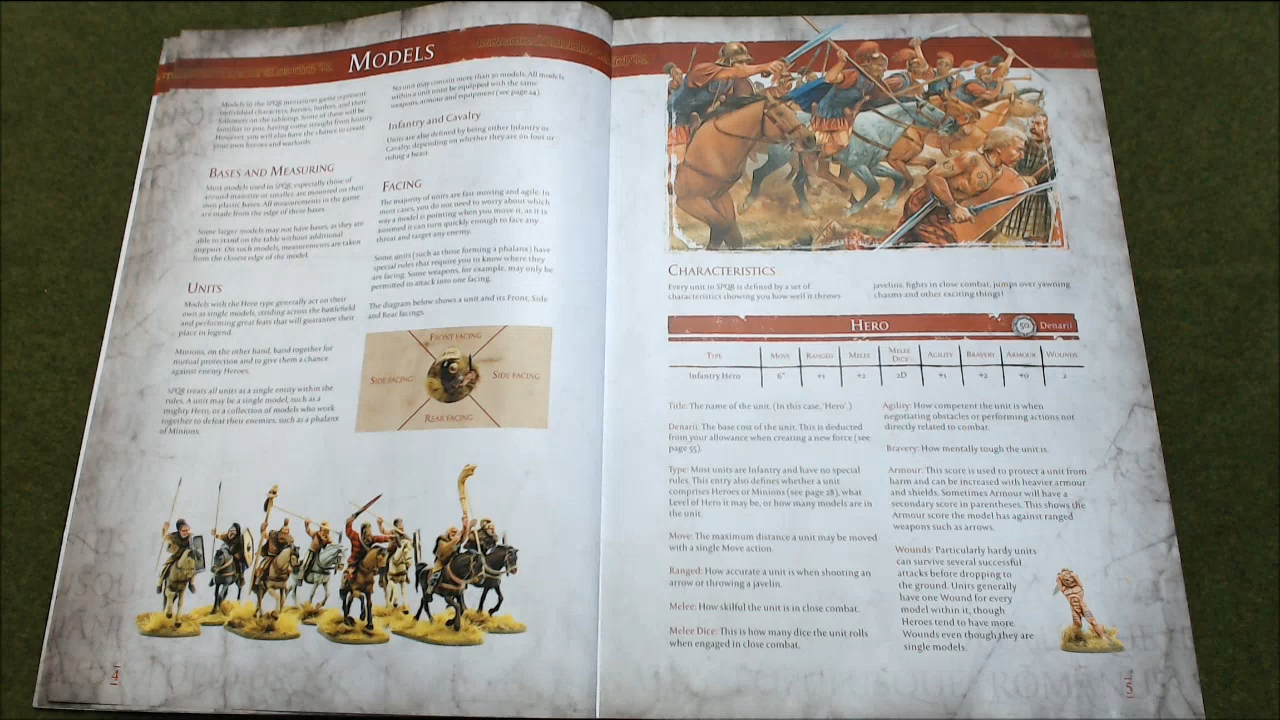 MODELS
Models in the SPQR miniatures game represent
individual characters, heroes, leaders, and their
followers on the tabletop. Some of these will be
familiar to you, having come straight from history.
However, you will also have the chance to create
your own heroes and warlords.
BASES AND MEASURING
Most models used in SPQR, especially those of
around man-size or smaller, are mounted on their
own plastic bases. All measurements in the game
are made from the edge of these bases.
Some larger models may not have bases, as they are
able to stand on the table without additional
support. On such models, measurements are taken
from the closest edge of the model.
UNITS
Models with the Hero type generally act on their
own as single models, striding across the battlefield
and performing great feats that will guarantee their
place in legend.
Minions, on the other hand, band together for
mutual protection and to give them a chance
against enemy Heroes.
SPQR treats all units as a single entity within the
rules. A unit may be a single model, such as a
mighty Hero, or a collection of models who work
together to defeat their enemies, such as a phalanx
of Minions.
No unit may contain more than 30 models. All models
within a unit must be equipped with the same
weapons, armour and equipment (see page 24).
Infantry and Cavalry
Units are also defined by being either Infantry or
Cavalry, depending on whether they are on foot or
riding a beast.
FACING
The majority of units are fast moving and agile. In
most cases, you do not need to worry about which
way a model is pointing when you move it, as it is
assumed it can turn quickly enough to face any
threat and target any enemy.
Some units (such as those forming a phalanx) have
special rules that require you to know where they
are facing. Some weapons, for example, may only be
permitted to attack into one facing.
The diagram below shows a unit and its Front, Side
and Rear facings.
FRONT FACING
SIDE FACING
SIDE FACING
REAR FACING
4
CHARACTERISTICS
Every unit in SPQR is defined by a set of
characteristics showing you how well it throws
javelins, fights in close combat, jumps over yawning
chasms and other exciting things!
HERO 50 Denarii
TYPE MOVE RANGED MELEE MELEE DICE AGILITY BRAVERY ARMOUR WOUNDS
Infantry Hero 6" +1 +2 2D +1 +2 +0 2
Title: The name of the unit. (In this case, 'Hero'.)
Denarii: The base cost of the unit. This is deducted
from your allowance when creating a new force (see
page 55).
Type: Most units are Infantry and have no special
rules. This entry also defines whether a unit
comprises Heroes or Minions (see page 28), what
Level of Hero it may be, or how many models are in
the unit.
Move: The maximum distance a unit may be moved
with a single Move action.
Ranged: How accurate a unit is when shooting an
arrow or throwing a javelin.
Melee: How skilful the unit is in close combat.
Melee Dice: This is how many dice the unit rolls
when engaged in close combat.
Agility: How competent the unit is when
negotiating obstacles or performing actions not
directly related to combat.
Bravery: How mentally tough the unit is.
Armour: This score is used to protect a unit from
harm and can be increased with heavier armour
and shields. Sometimes Armour will have a
secondary score in parentheses. This shows the
Armour score the model has against ranged
weapons such as arrows.
Wounds: Particularly hardy units
can survive several successful
attacks before dropping to
the ground. Units generally
have one Wound for every
model within it, though
Heroes tend to have more
Wounds even though they are
single models.
5